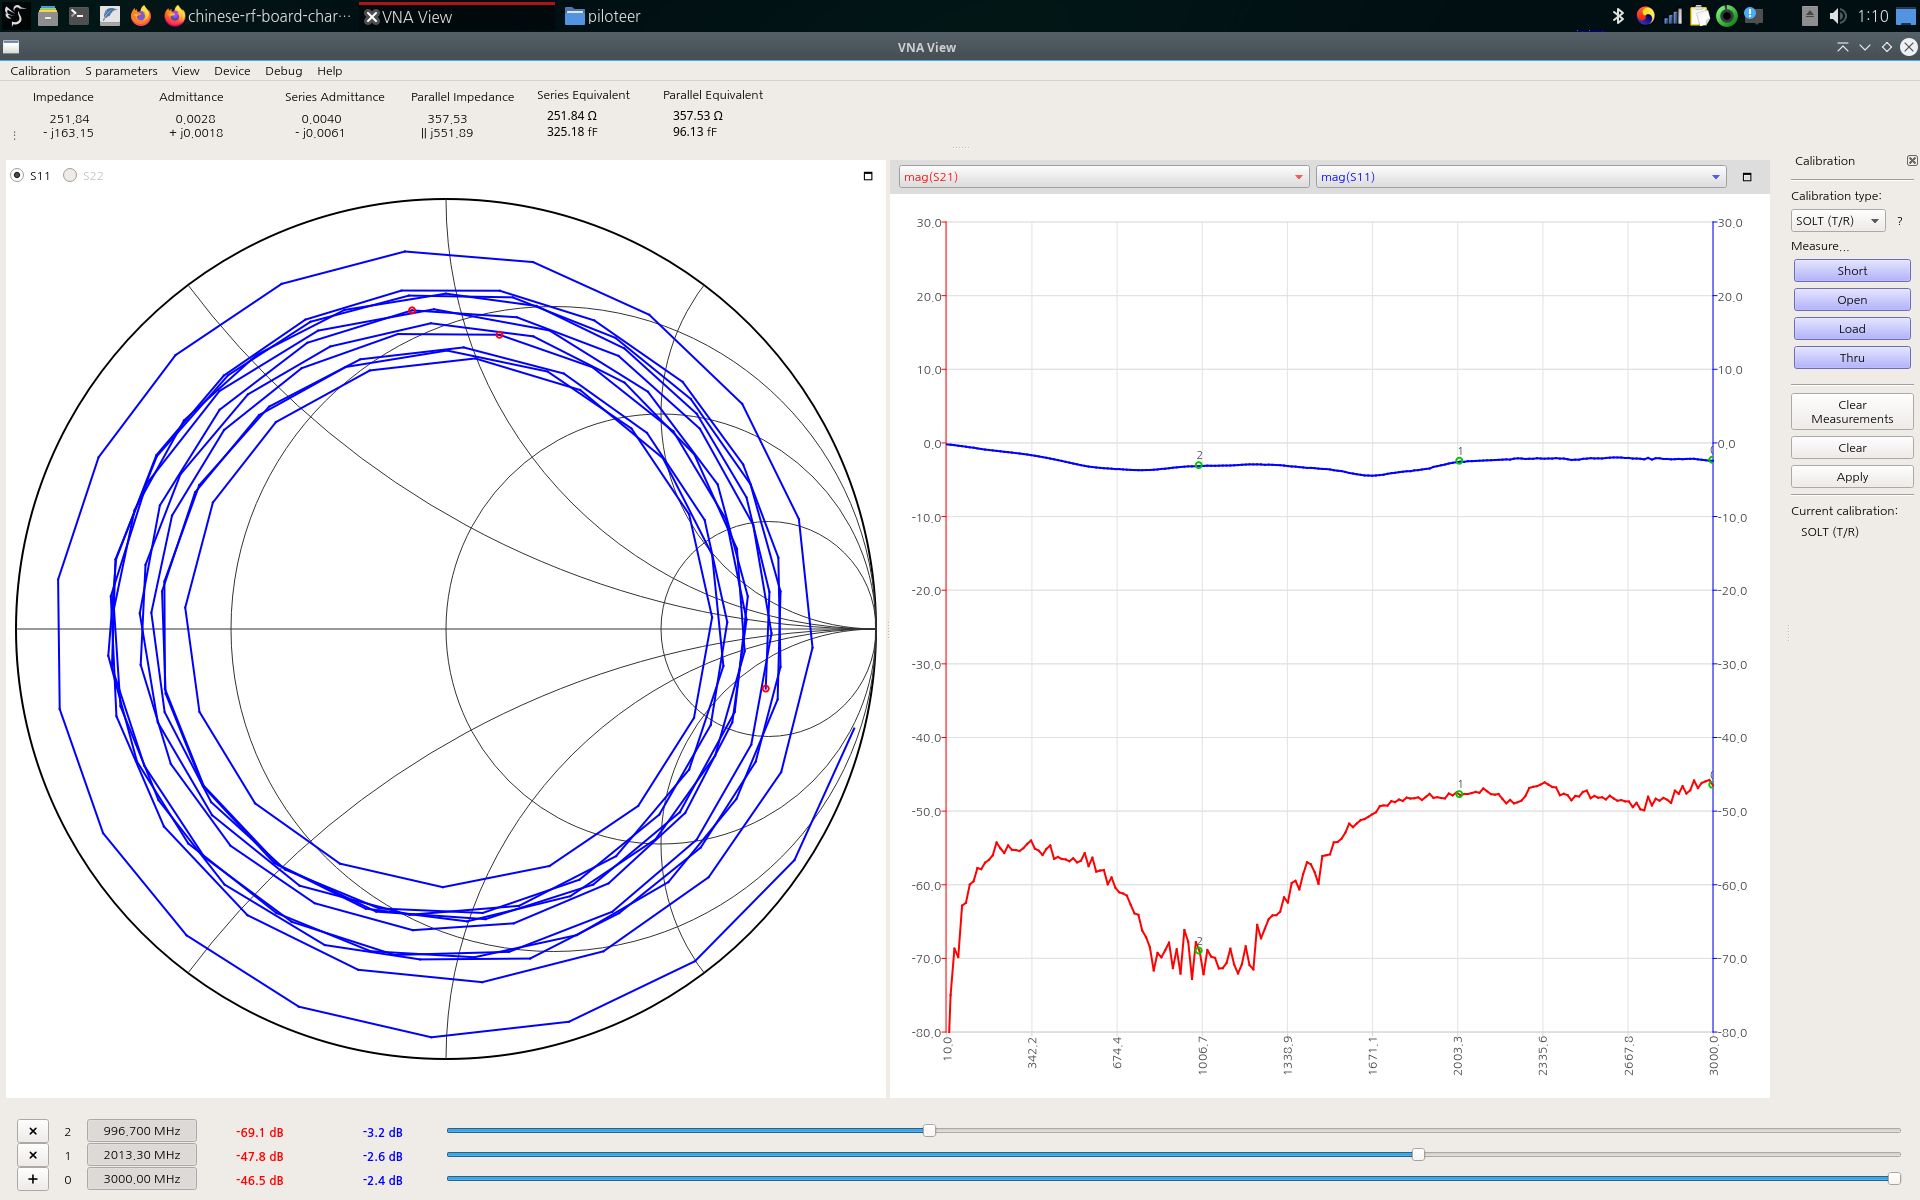 chinese-rf-board-char···
VNA View
piloteer
1:10
VNA View
Calibration S parameters View Device Debug Help
Impedance Admittance Series Admittance Parallel Impedance Series Equivalent Parallel Equivalent
251.84 0.0028 0.0040 357.53 251.84 Ω 357.53 Ω
- j163.15 + j0.0018 - j0.0061 || j551.89 325.18 fF 96.13 fF
S11 S22
mag(S21) mag(S11)
30.0 30.0
20.0 20.0
10.0 10.0
0.0 0.0
-10.0 -10.0
-20.0 -20.0
-30.0 -30.0
-40.0 -40.0
-50.0 -50.0
-60.0 -60.0
-70.0 -70.0
-80.0 -80.0
2 1
1
2
10.0 342.2 674.4 1006.7 1338.9 1671.1 2003.3 2335.6 2667.8 3000.0
Calibration
Calibration type:
SOLT (T/R) ?
Measure...
Short
Open
Load
Thru
Clear
Measurements
Clear
Apply
Current calibration:
SOLT (T/R)
2 996.700 MHz -69.1 dB -3.2 dB
1 2013.30 MHz -47.8 dB -2.6 dB
0 3000.00 MHz -46.5 dB -2.4 dB